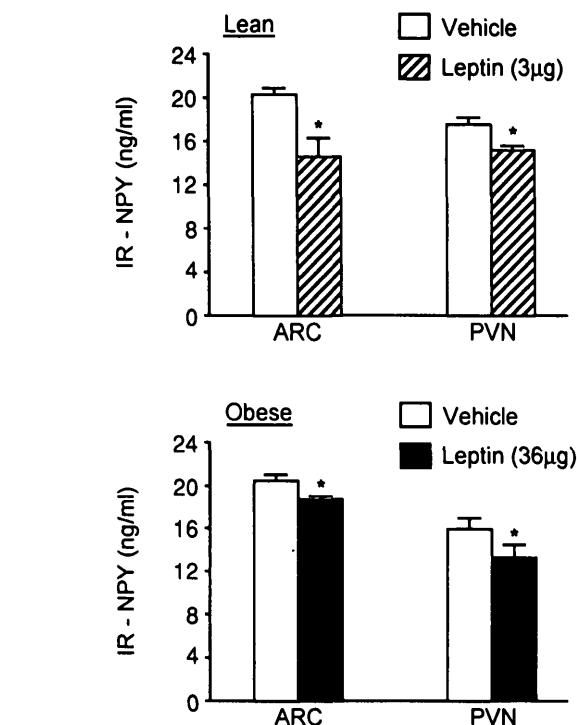 Lean
Vehicle
Leptin (3μg)
IR - NPY (ng/ml)
24
20
16
12
8
4
0
*
*
ARC
PVN
Obese
Vehicle
Leptin (36μg)
IR - NPY (ng/ml)
24
20
16
12
8
4
0
*
*
ARC
PVN